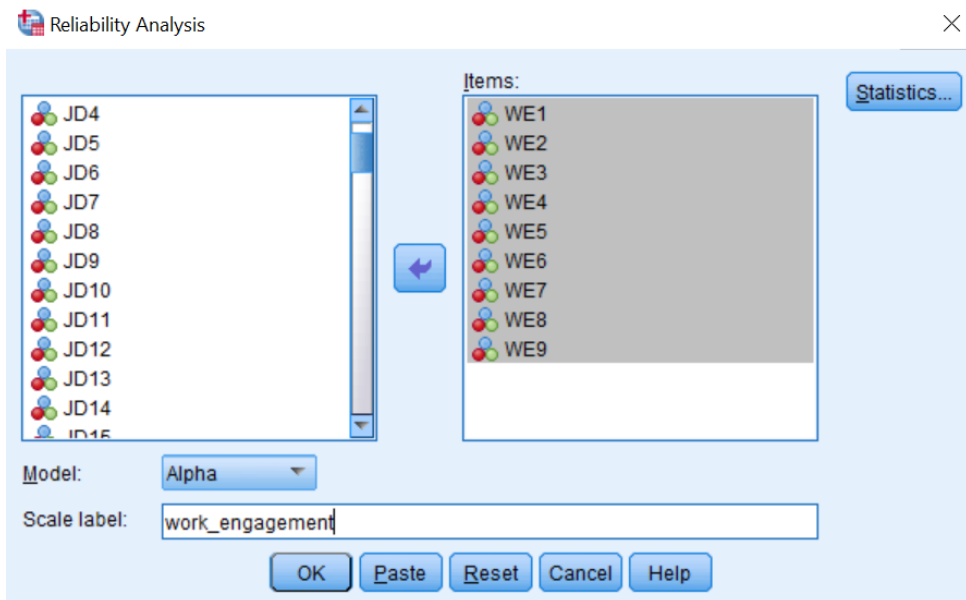 Reliability Analysis
Items:
Statistics...
JD4
JD5
JD6
JD7
JD8
JD9
JD10
JD11
JD12
JD13
JD14
JD15
WE1
WE2
WE3
WE4
WE5
WE6
WE7
WE8
WE9
Model: Alpha
Scale label: work_engagement
OK Paste Reset Cancel Help